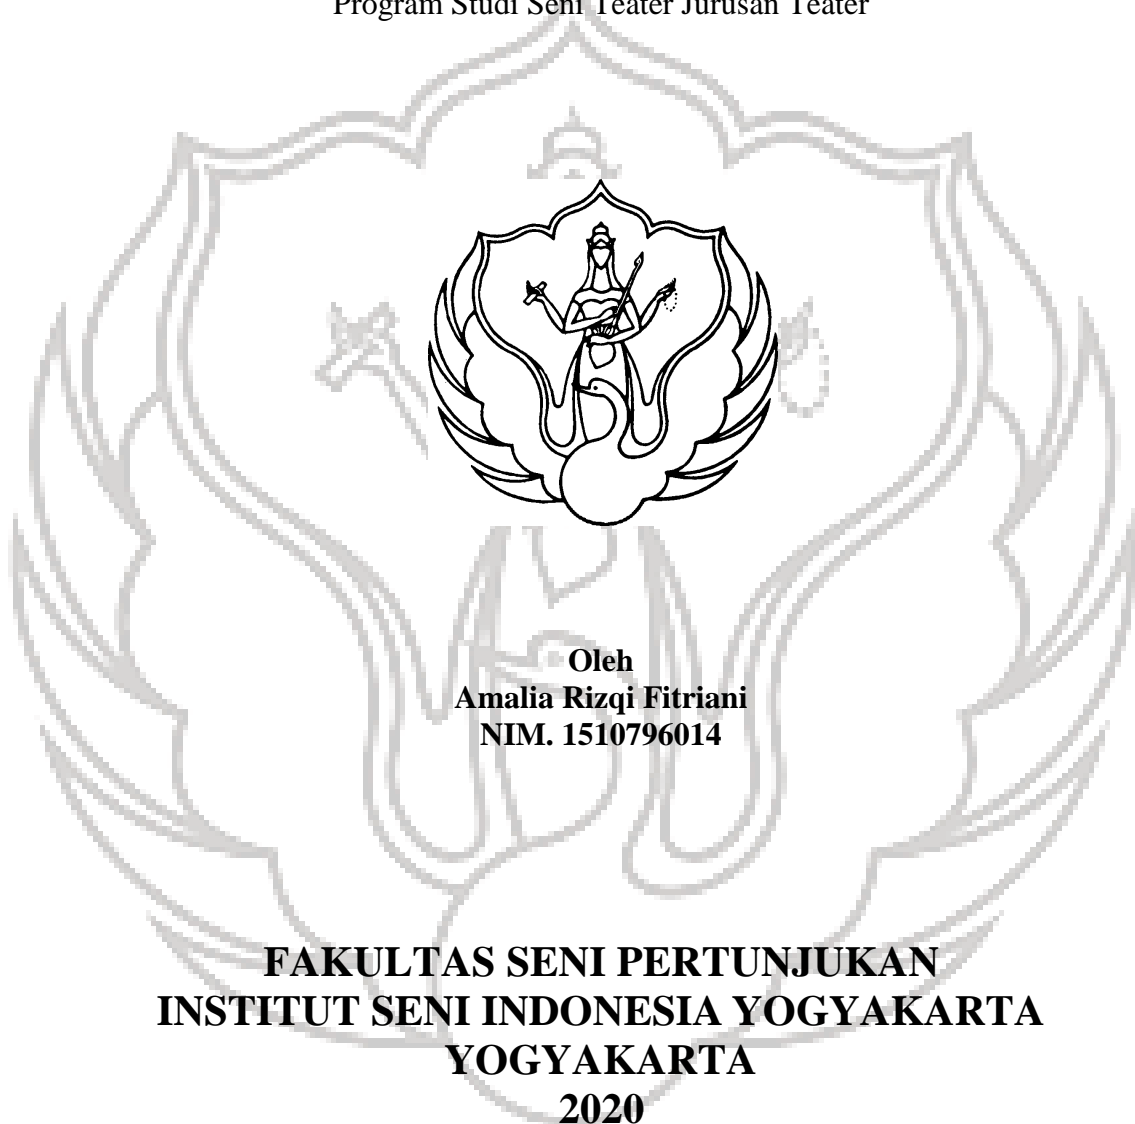 Program Studi Seni Teater Jurusan Teater
Oleh
Amalia Rizqi Fitriani
NIM. 1510796014
FAKULTAS SENI PERTUNJUKAN
INSTITUT SENI INDONESIA YOGYAKARTA
YOGYAKARTA
2020